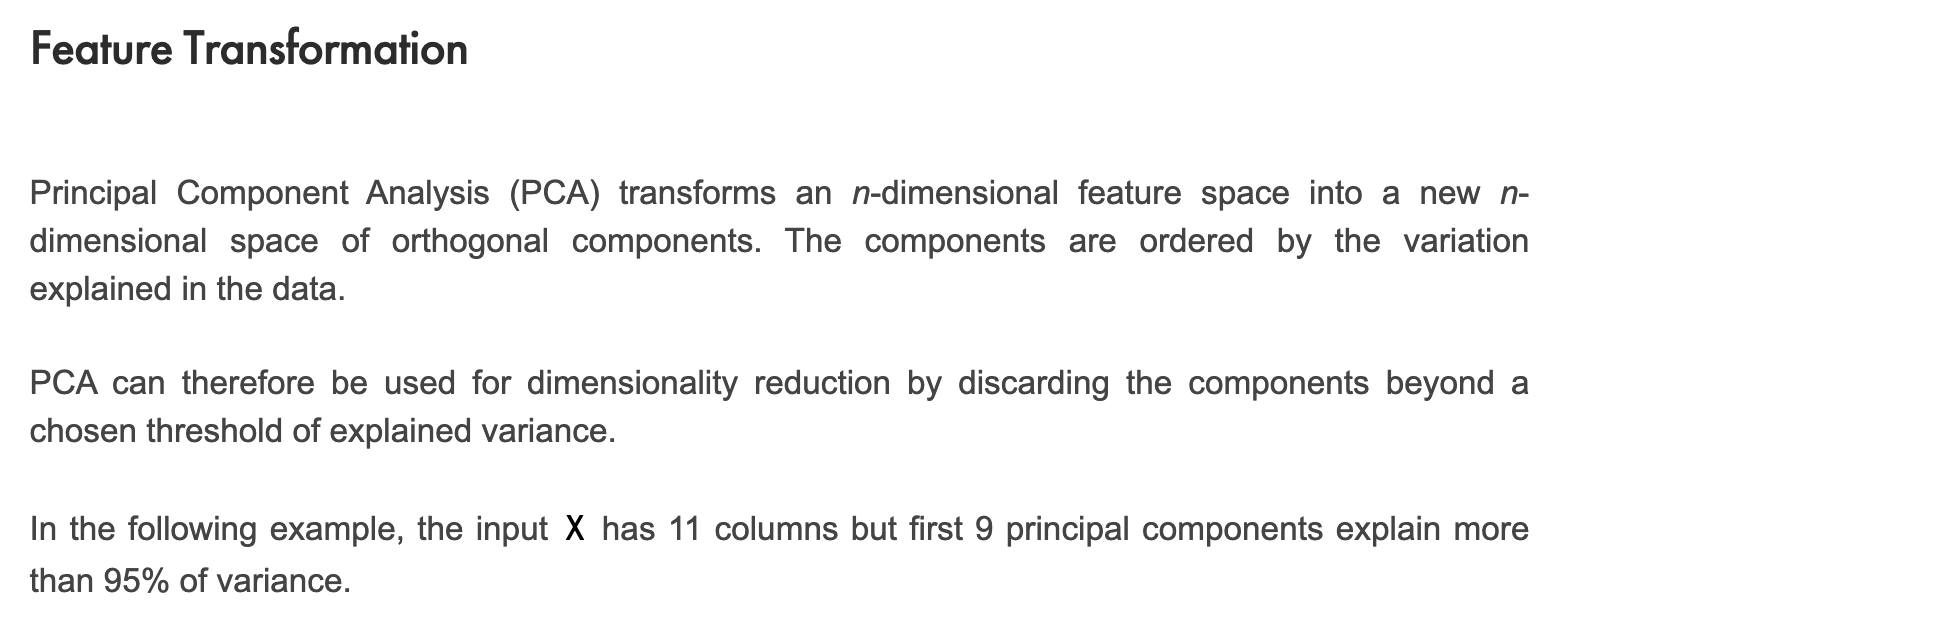 Feature Transformation
Principal Component Analysis (PCA) transforms an n-dimensional feature space into a new n-
dimensional space of orthogonal components. The components are ordered by the variation
explained in the data.
PCA can therefore be used for dimensionality reduction by discarding the components beyond a
chosen threshold of explained variance.
In the following example, the input X has 11 columns but first 9 principal components explain more
than 95% of variance.